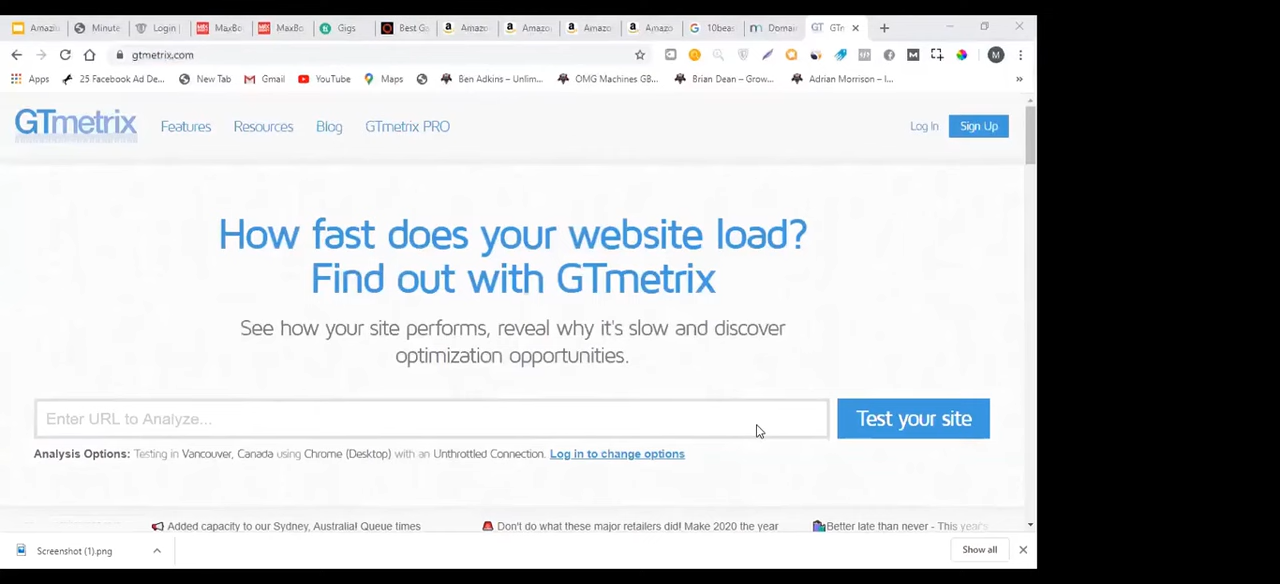 Amazi
Minute
Login
MaxBo
MaxBo
Gigs
Best Ga
Amazo
Amazo
Amazo
Amazo
10beas
Domai
GT
GTm
gtmetrix.com
M
M
Apps
25 Facebook Ad De...
New Tab
Gmail
YouTube
Maps
Ben Adkins – Unlim...
OMG Machines GB...
Brian Dean – Grow...
Adrian Morrison – I...
»
GTmetrix
Features
Resources
Blog
GTmetrix PRO
Log In
Sign Up
How fast does your website load?
Find out with GTmetrix
See how your site performs, reveal why it's slow and discover
optimization opportunities.
Enter URL to Analyze...
Test your site
Analysis Options: Testing in Vancouver, Canada using Chrome (Desktop) with an Unthrottled Connection. Log in to change options
Added capacity to our Sydney, Australia! Queue times
Don't do what these major retailers did! Make 2020 the year
Better late than never - This year's
Screenshot (1).png
Show all